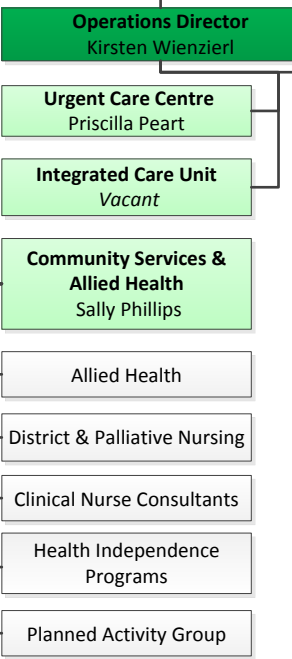 Operations Director
Kirsten Wienzierl
Urgent Care Centre
Priscilla Peart
Integrated Care Unit
Vacant
Community Services &
Allied Health
Sally Phillips
Allied Health
District & Palliative Nursing
Clinical Nurse Consultants
Health Independence
Programs
Planned Activity Group